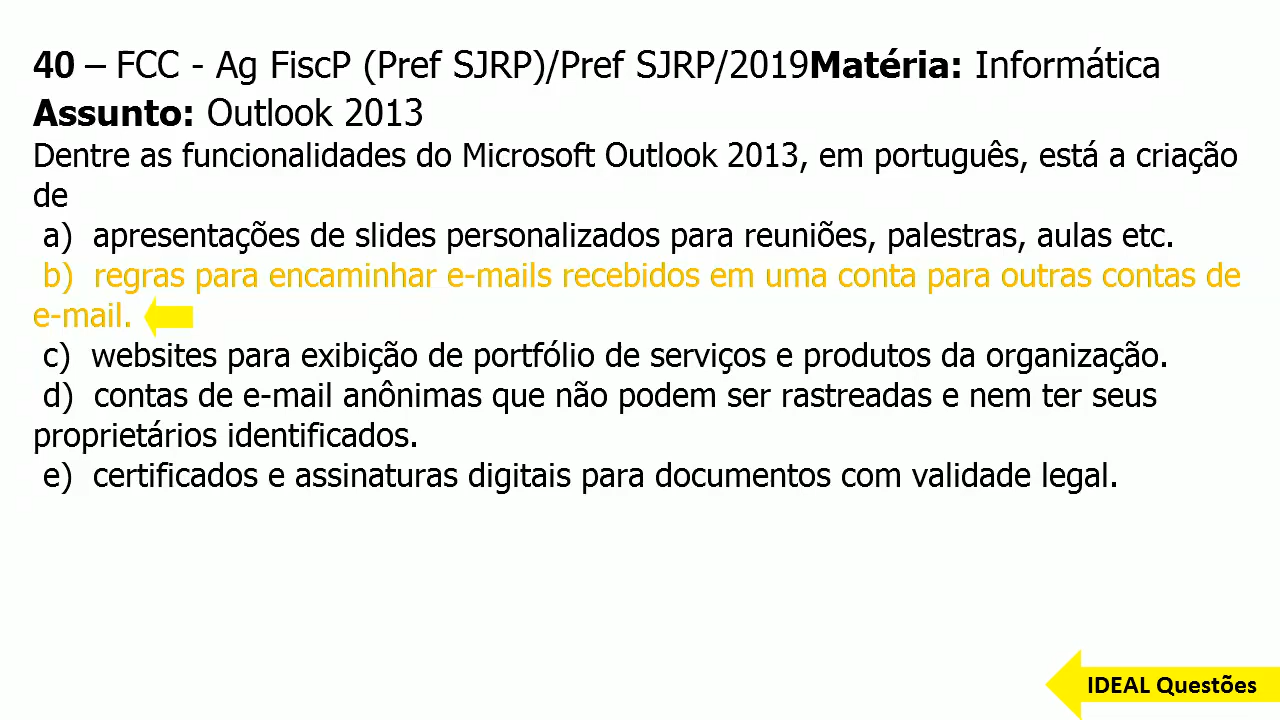 40 – FCC - Ag FiscP (Pref SJRP)/Pref SJRP/2019Matéria: Informática
Assunto: Outlook 2013
Dentre as funcionalidades do Microsoft Outlook 2013, em português, está a criação
de
a) apresentações de slides personalizados para reuniões, palestras, aulas etc.
b) regras para encaminhar e-mails recebidos em uma conta para outras contas de
e-mail.
c) websites para exibição de portfólio de serviços e produtos da organização.
d) contas de e-mail anônimas que não podem ser rastreadas e nem ter seus
proprietários identificados.
e) certificados e assinaturas digitais para documentos com validade legal.
IDEAL Questões